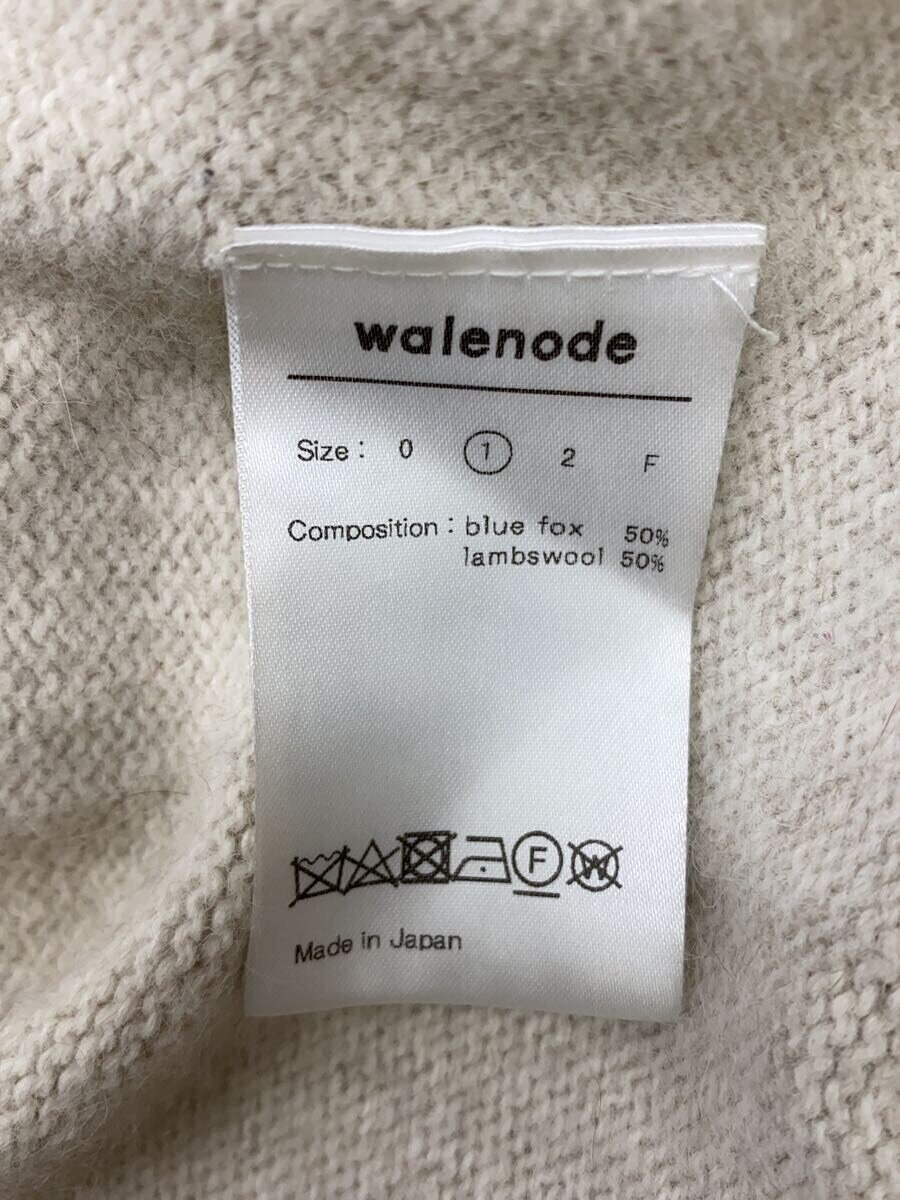 walenode
Size : 0 1 2 F
Composition : blue fox 50%
lambswool 50%
F W
Made in Japan